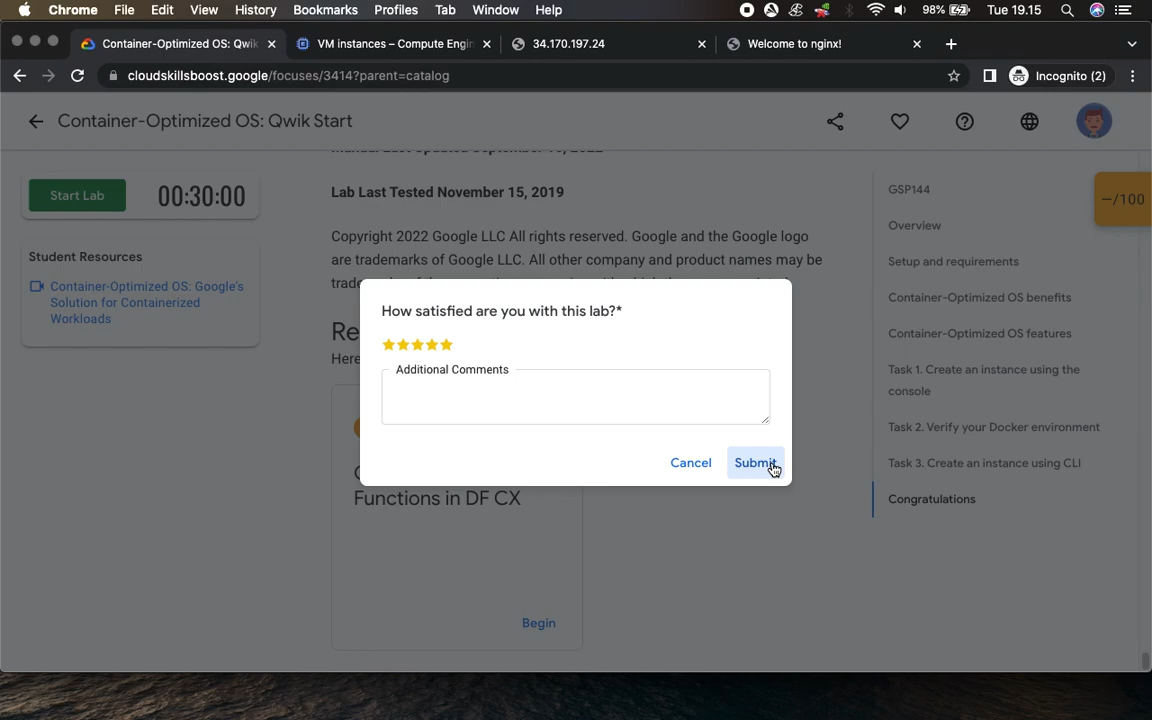 Chrome File Edit View History Bookmarks Profiles Tab Window Help 98% Tue 19.15
Container-Optimized OS: Qwik
VM instances – Compute Engin
34.170.197.24
Welcome to nginx!
cloudskillsboost.google/focuses/3414?parent=catalog
Incognito (2)
Container-Optimized OS: Qwik Start
Start Lab
00:30:00
Student Resources
Container-Optimized OS: Google's
Solution for Containerized
Workloads
Lab Last Tested November 15, 2019
Copyright 2022 Google LLC All rights reserved. Google and the Google logo
are trademarks of Google LLC. All other company and product names may be
How satisfied are you with this lab?*
Additional Comments
Cancel
Submit
Re
Here
Functions in DF CX
Begin
GSP144
Overview
Setup and requirements
Container-Optimized OS benefits
Container-Optimized OS features
Task 1. Create an instance using the
console
Task 2. Verify your Docker environment
Task 3. Create an instance using CLI
Congratulations
–/100